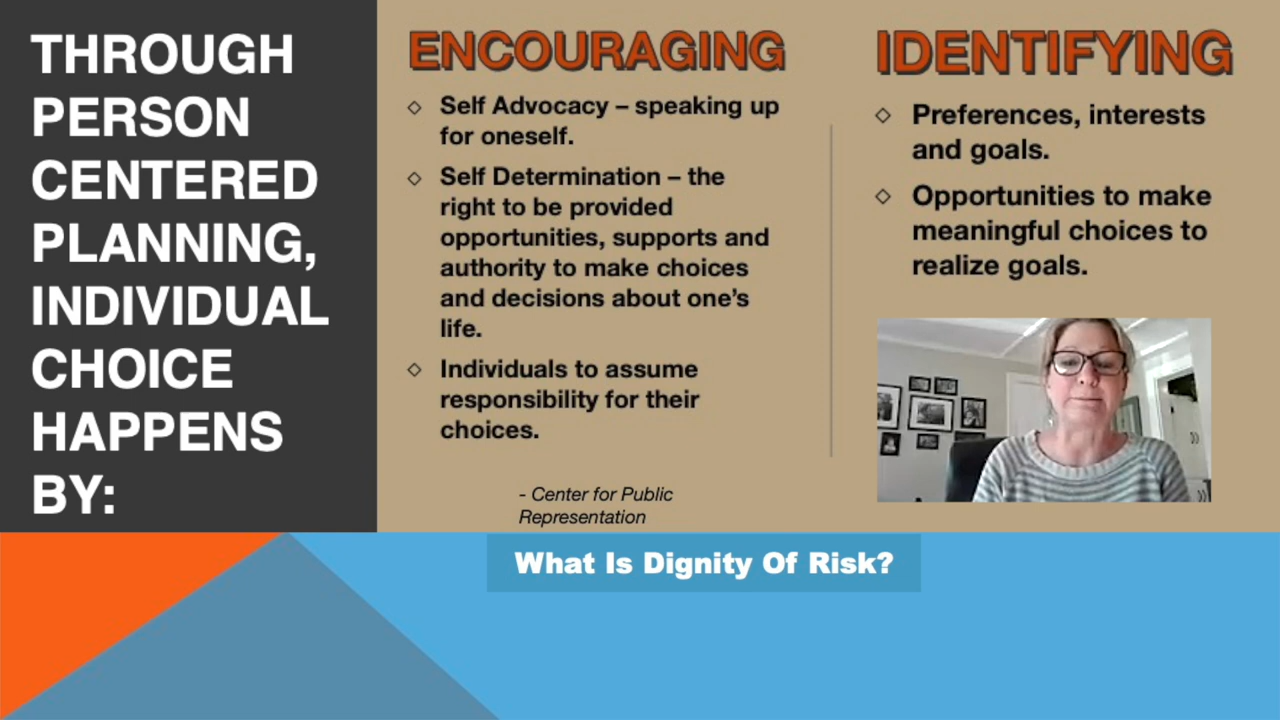 THROUGH
PERSON
CENTERED
PLANNING,
INDIVIDUAL
CHOICE
HAPPENS
BY:
ENCOURAGING
◇ Self Advocacy – speaking up
for oneself.
◇ Self Determination – the
right to be provided
opportunities, supports and
authority to make choices
and decisions about one’s
life.
◇ Individuals to assume
responsibility for their
choices.
- Center for Public
Representation
IDENTIFYING
◇ Preferences, interests
and goals.
◇ Opportunities to make
meaningful choices to
realize goals.
What Is Dignity Of Risk?